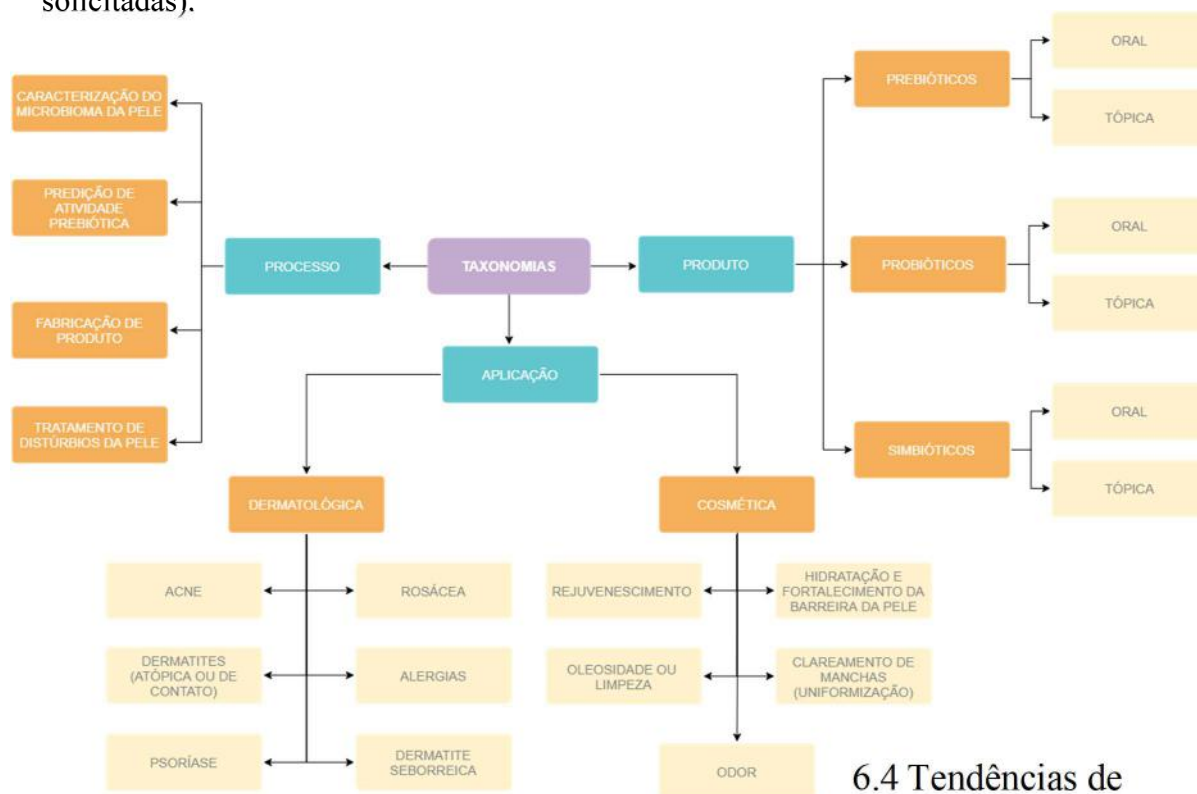 solicitadas).
CARACTERIZAÇÃO DO
MICROBIOMA DA PELE
PREDIÇÃO DE
ATIVIDADE
PREBIÓTICA
FABRICAÇÃO DE
PRODUTO
TRATAMENTO DE
DISTÚRBIOS DA PELE
PROCESSO
TAXONOMIAS
PRODUTO
APLICAÇÃO
PREBIÓTICOS
ORAL
TÓPICA
PROBIÓTICOS
ORAL
TÓPICA
SIMBIÓTICOS
ORAL
TÓPICA
DERMATOLÓGICA
ACNE
ROSÁCEA
DERMATITES
(ATÓPICA OU DE
CONTATO)
ALERGIAS
PSORÍASE
DERMATITE
SEBORREICA
COSMÉTICA
REJUVENESCIMENTO
HIDRATAÇÃO E
FORTALECIMENTO DA
BARREIRA DA PELE
OLEOSIDADE OU
LIMPEZA
CLAREAMENTO DE
MANCHAS
(UNIFORMIZAÇÃO)
ODOR
6.4 Tendências de